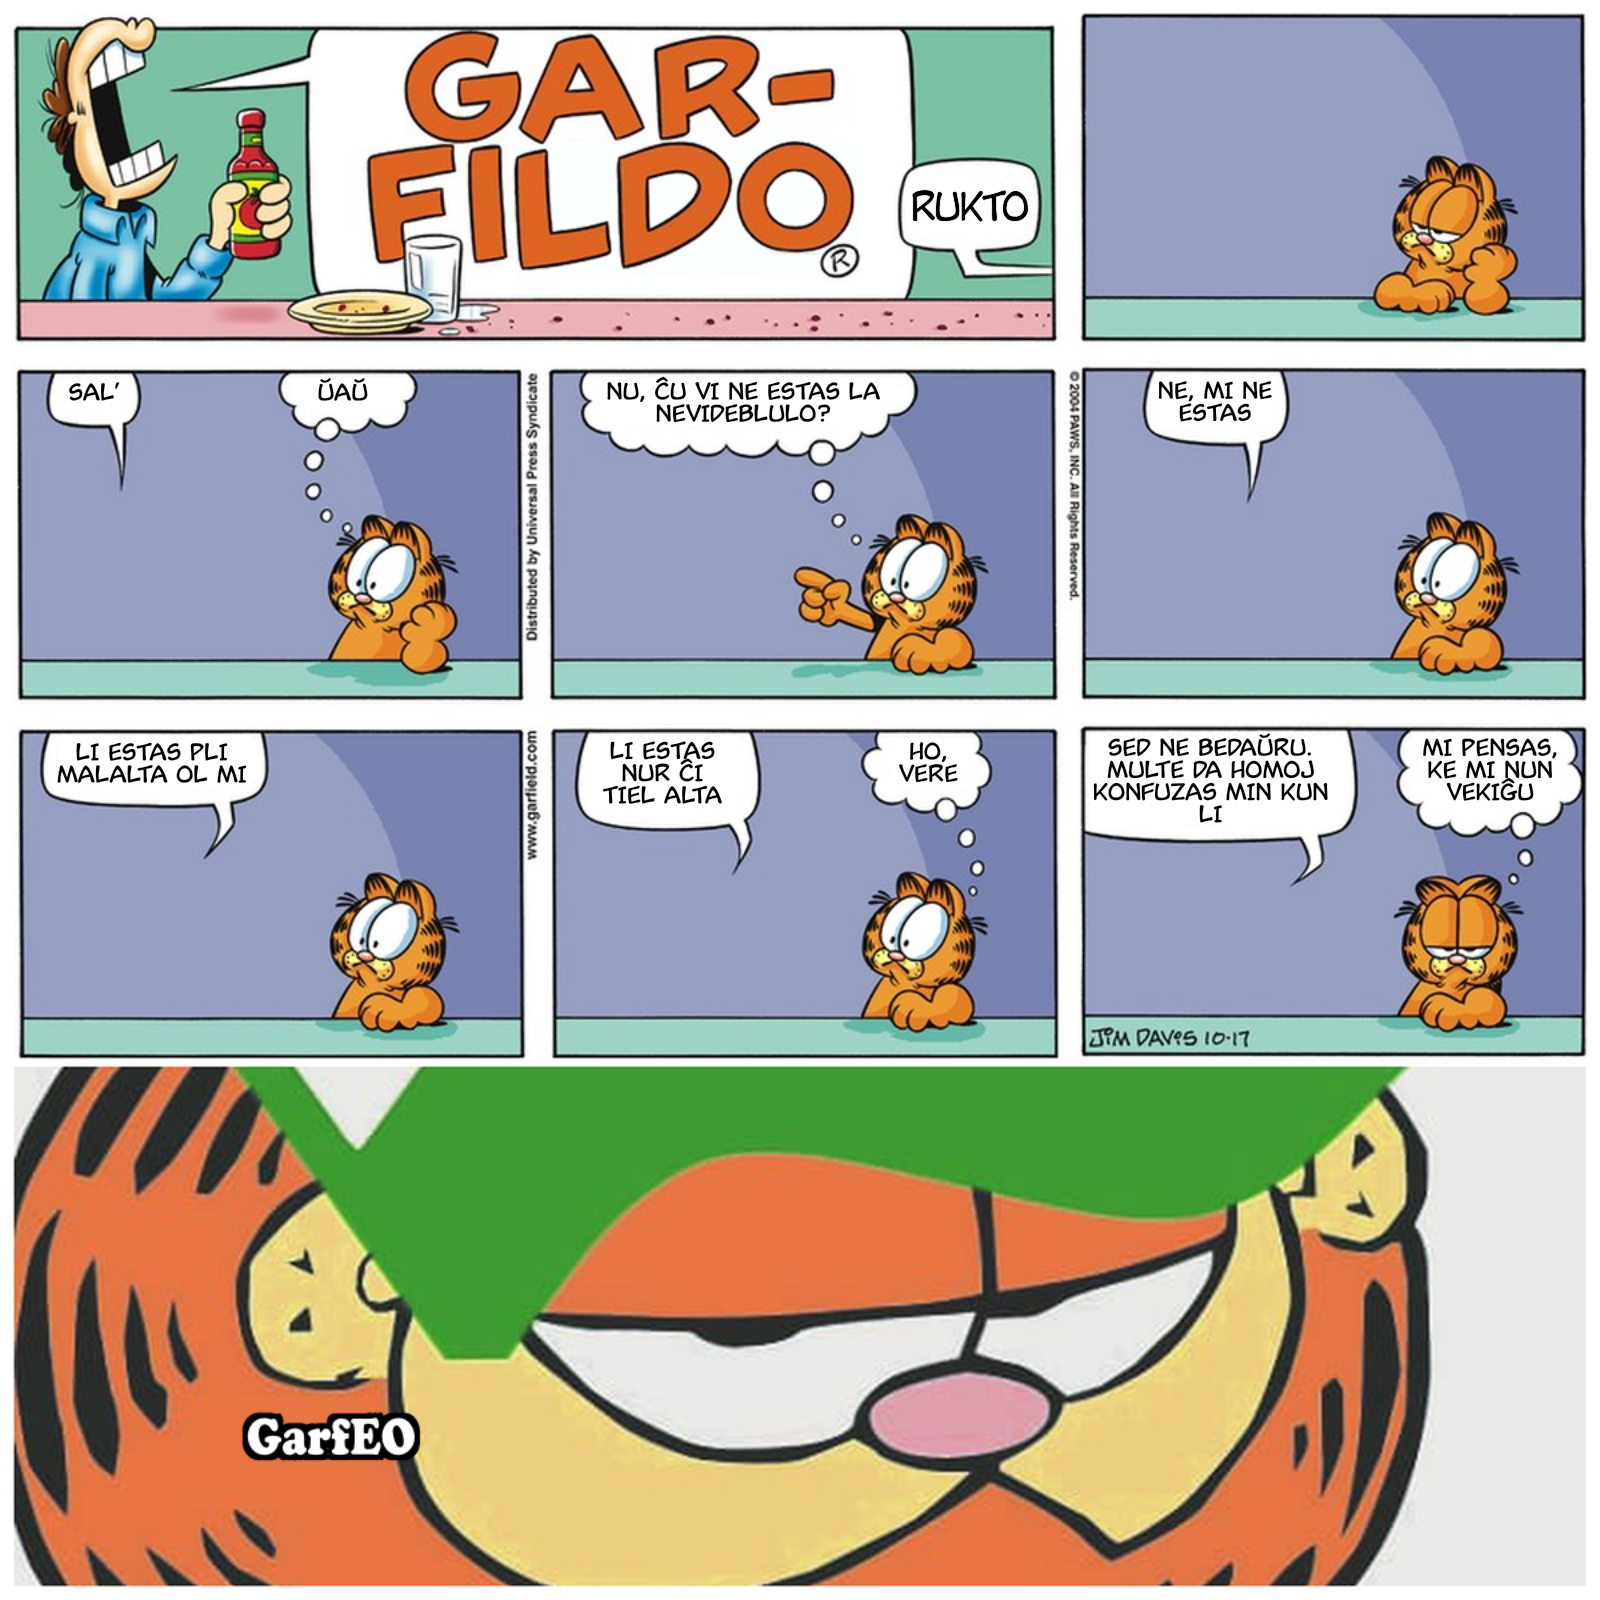 GAR-
FILDO
®
RUKTO
SAL'
ŬAŬ
Distributed by Universal Press Syndicate
NU, ĈU VI NE ESTAS LA
NEVIDEBLULO?
© 2004 PAWS, INC. All Rights Reserved.
NE, MI NE
ESTAS
LI ESTAS PLI
MALALTA OL MI
www.garfield.com
LI ESTAS
NUR ĈI
TIEL ALTA
HO,
VERE
SED NE BEDAŬRU.
MULTE DA HOMOJ
KONFUZAS MIN KUN
LI
MI PENSAS,
KE MI NUN
VEKIĜU
JIM DAVIS 10-17
GarfEO